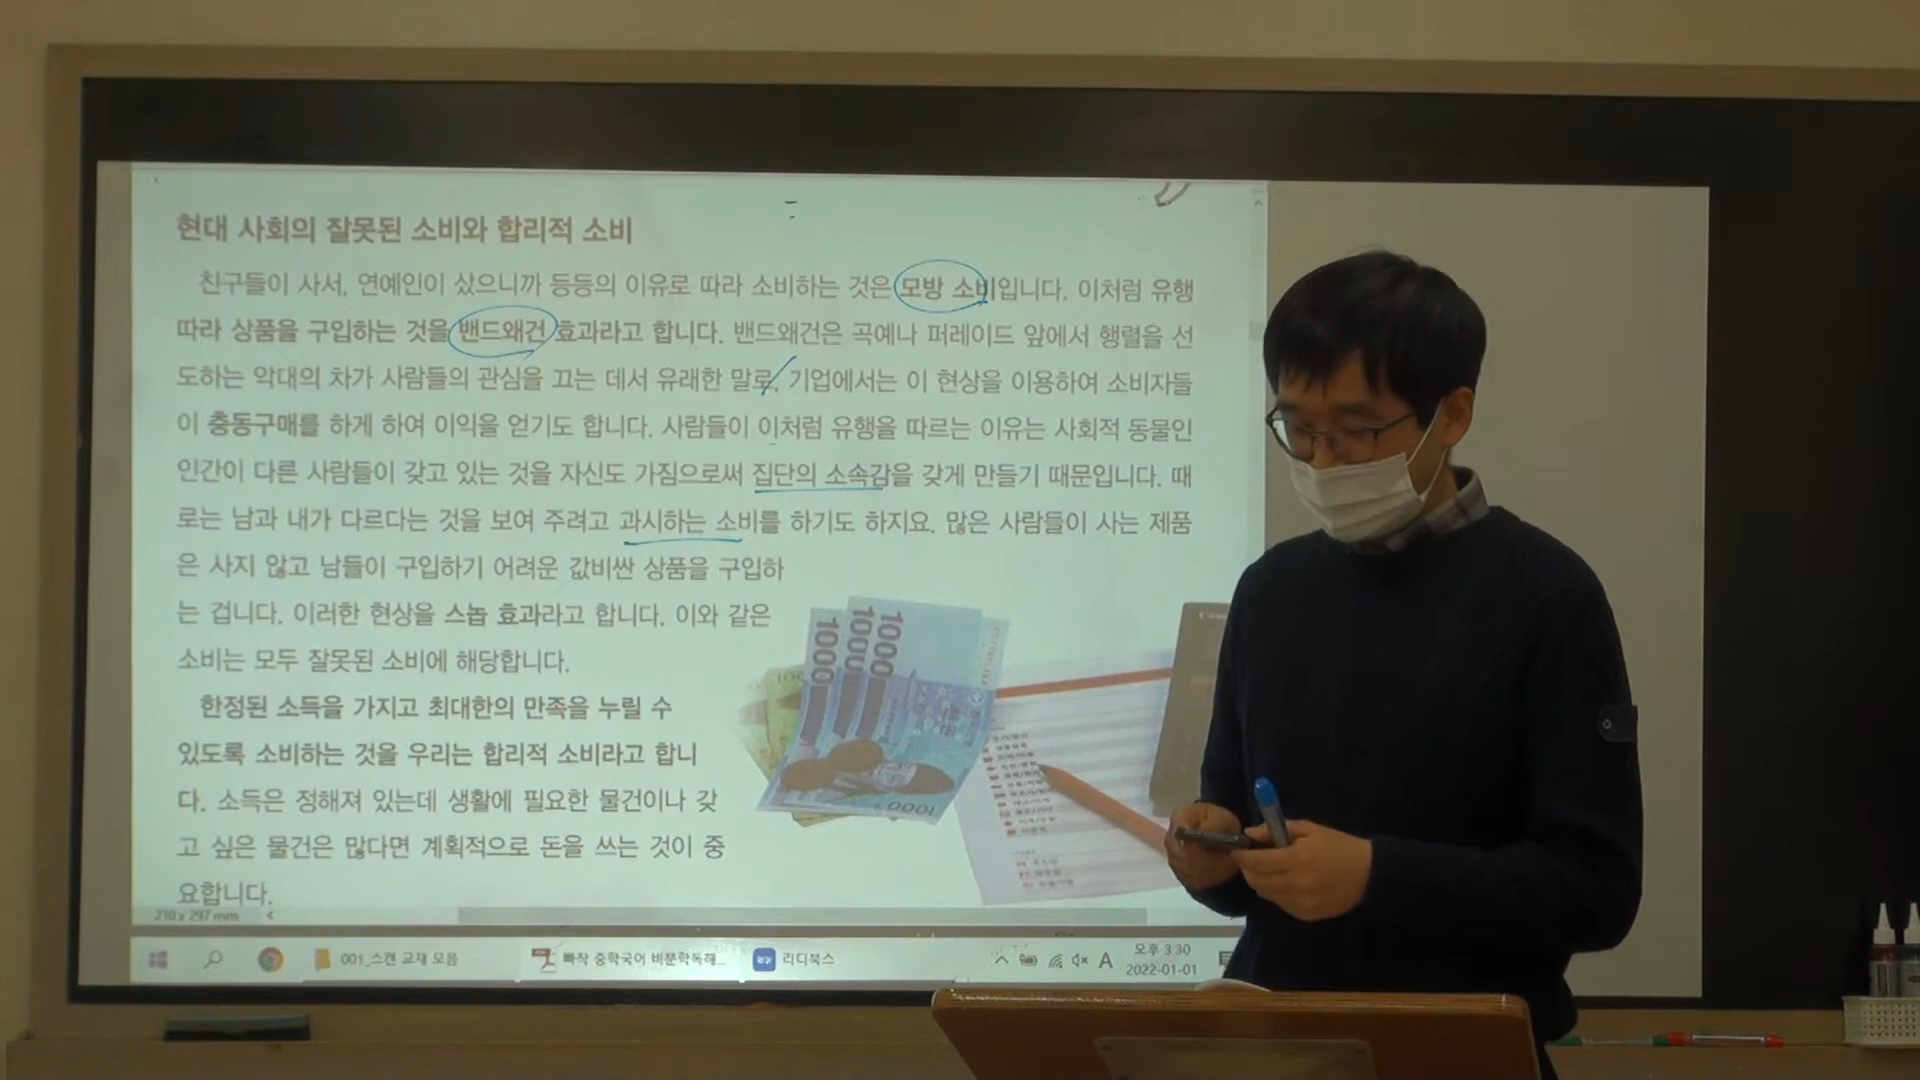 현대 사회의 잘못된 소비와 합리적 소비
친구들이 사서, 연예인이 샀으니까 등등의 이유로 따라 소비하는 것은 모방 소비입니다. 이처럼 유행
따라 상품을 구입하는 것을 밴드왜건 효과라고 합니다. 밴드왜건은 곡예나 퍼레이드 앞에서 행렬을 선
도하는 악대의 차가 사람들의 관심을 끄는 데서 유래한 말로, 기업에서는 이 현상을 이용하여 소비자들
이 충동구매를 하게 하여 이익을 얻기도 합니다. 사람들이 이처럼 유행을 따르는 이유는 사회적 동물인
인간이 다른 사람들이 갖고 있는 것을 자신도 가짐으로써 집단의 소속감을 갖게 만들기 때문입니다. 때
로는 남과 내가 다르다는 것을 보여 주려고 과시하는 소비를 하기도 하지요. 많은 사람들이 사는 제품
은 사지 않고 남들이 구입하기 어려운 값비싼 상품을 구입하
는 겁니다. 이러한 현상을 스놉 효과라고 합니다. 이와 같은
소비는 모두 잘못된 소비에 해당합니다.
한정된 소득을 가지고 최대한의 만족을 누릴 수
있도록 소비하는 것을 우리는 합리적 소비라고 합니
다. 소득은 정해져 있는데 생활에 필요한 물건이나 갖
고 싶은 물건은 많다면 계획적으로 돈을 쓰는 것이 중
요합니다.
1000
1000
1000
1000
210 x 297 mm
001_스캔 교재 모음
빠작 중학국어 비문학독해...
리디북스
A
오후 3:30
2022-01-01